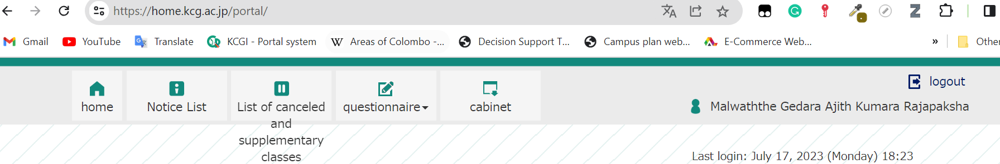 https://home.kcg.ac.jp/portal/
Gmail YouTube Translate KCGI - Portal system W Areas of Colombo -... Decision Support T... Campus plan web... E-Commerce Web... » Other
logout
home Notice List List of canceled and supplementary classes questionnaire cabinet
Malwaththe Gedara Ajith Kumara Rajapaksha
Last login: July 17, 2023 (Monday) 18:23